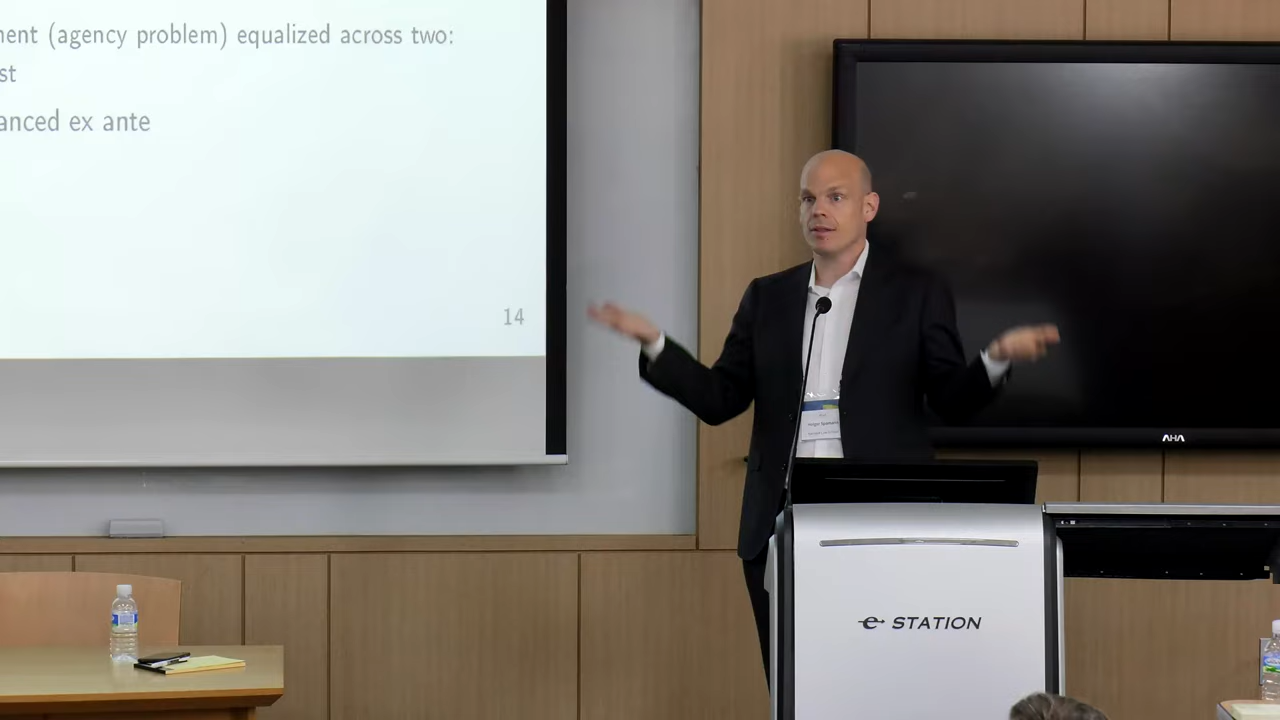 ment (agency problem) equalized across two:
st
anced ex ante
14
AHA
e STATION